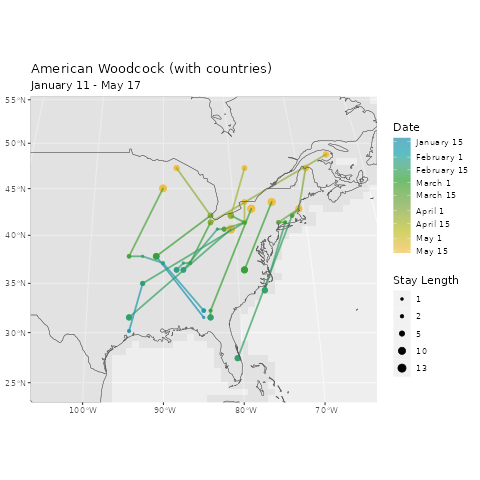 American Woodcock (with countries)
January 11 - May 17
55°N
50°N
45°N
40°N
35°N
30°N
25°N
100°W
90°W
80°W
70°W
Date
January 15
February 1
February 15
March 1
March 15
April 1
April 15
May 1
May 15
Stay Length
1
2
5
10
13